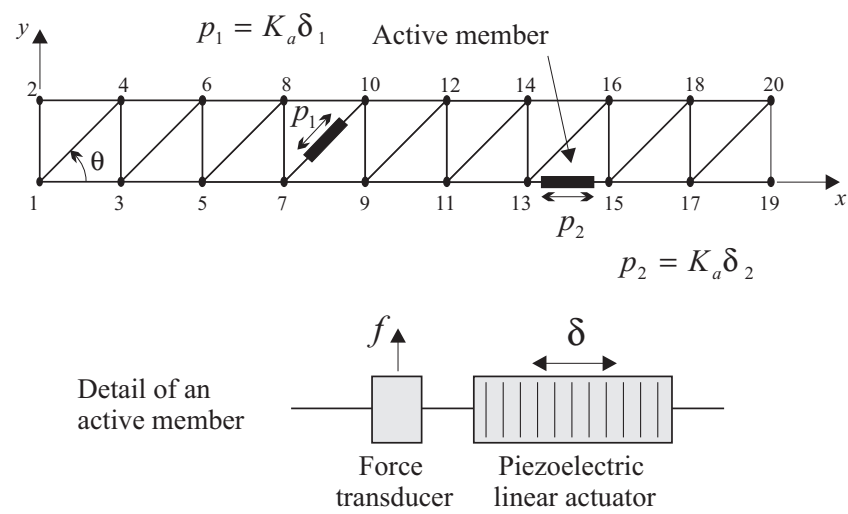 p₁ = Kₐδ₁
Active member
y
2 4 6 8 10 12 14 16 18 20
p₁
θ
1 3 5 7 9 11 13 15 17 19
x
p₂
p₂ = Kₐδ₂
f
δ
Detail of an
active member
Force
transducer
Piezoelectric
linear actuator